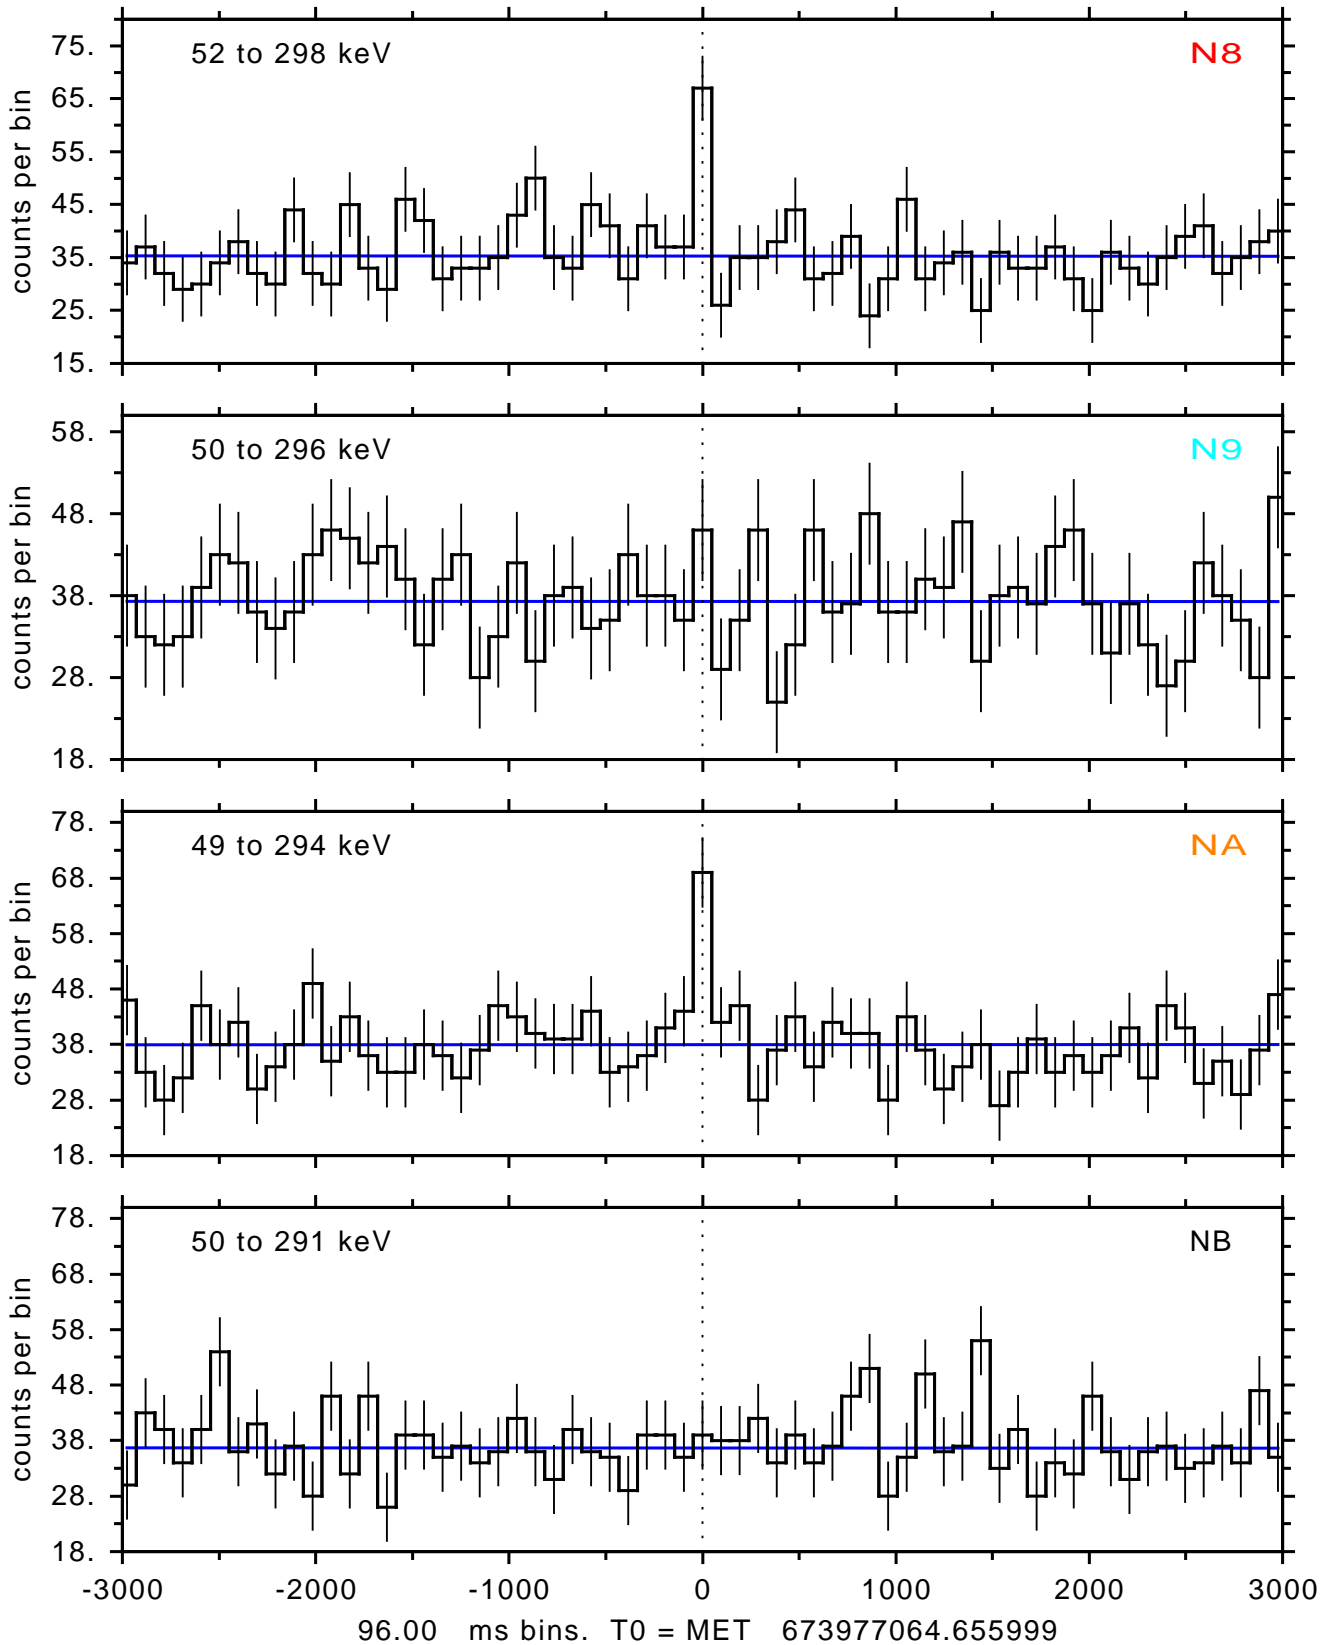 52 to 298 keV N8
75.
65.
55.
45.
35.
25.
15.
counts per bin
50 to 296 keV N9
58.
48.
38.
28.
18.
counts per bin
49 to 294 keV NA
78.
68.
58.
48.
38.
28.
18.
counts per bin
50 to 291 keV NB
78.
68.
58.
48.
38.
28.
18.
counts per bin
-3000 -2000 -1000 0 1000 2000 3000
96.00 ms bins. T0 = MET 673977064.655999